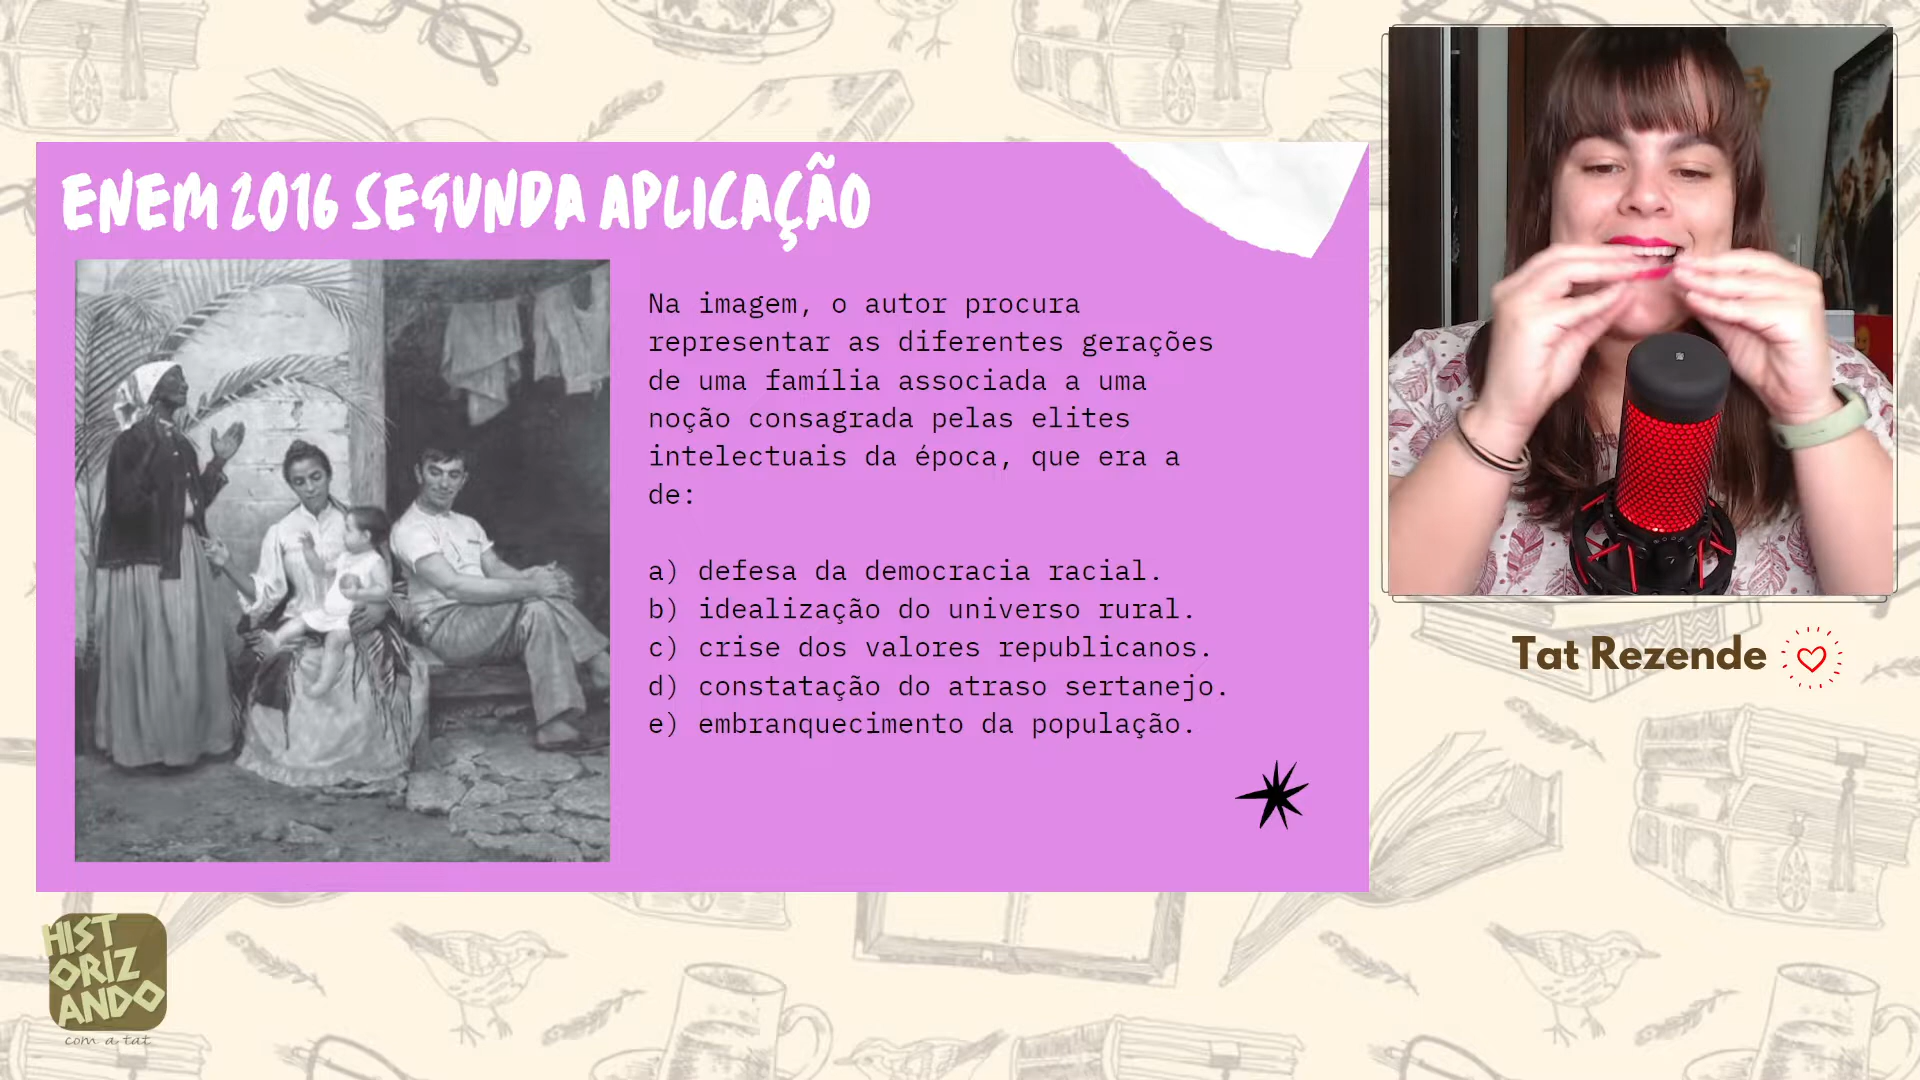 ENEM 2016 SEGUNDA APLICAÇÃO
Na imagem, o autor procura
representar as diferentes gerações
de uma família associada a uma
noção consagrada pelas elites
intelectuais da época, que era a
de:
a) defesa da democracia racial.
b) idealização do universo rural.
c) crise dos valores republicanos.
d) constatação do atraso sertanejo.
e) embranquecimento da população.
Tat Rezende
HIST
ORIZ
ANDO
com a tat